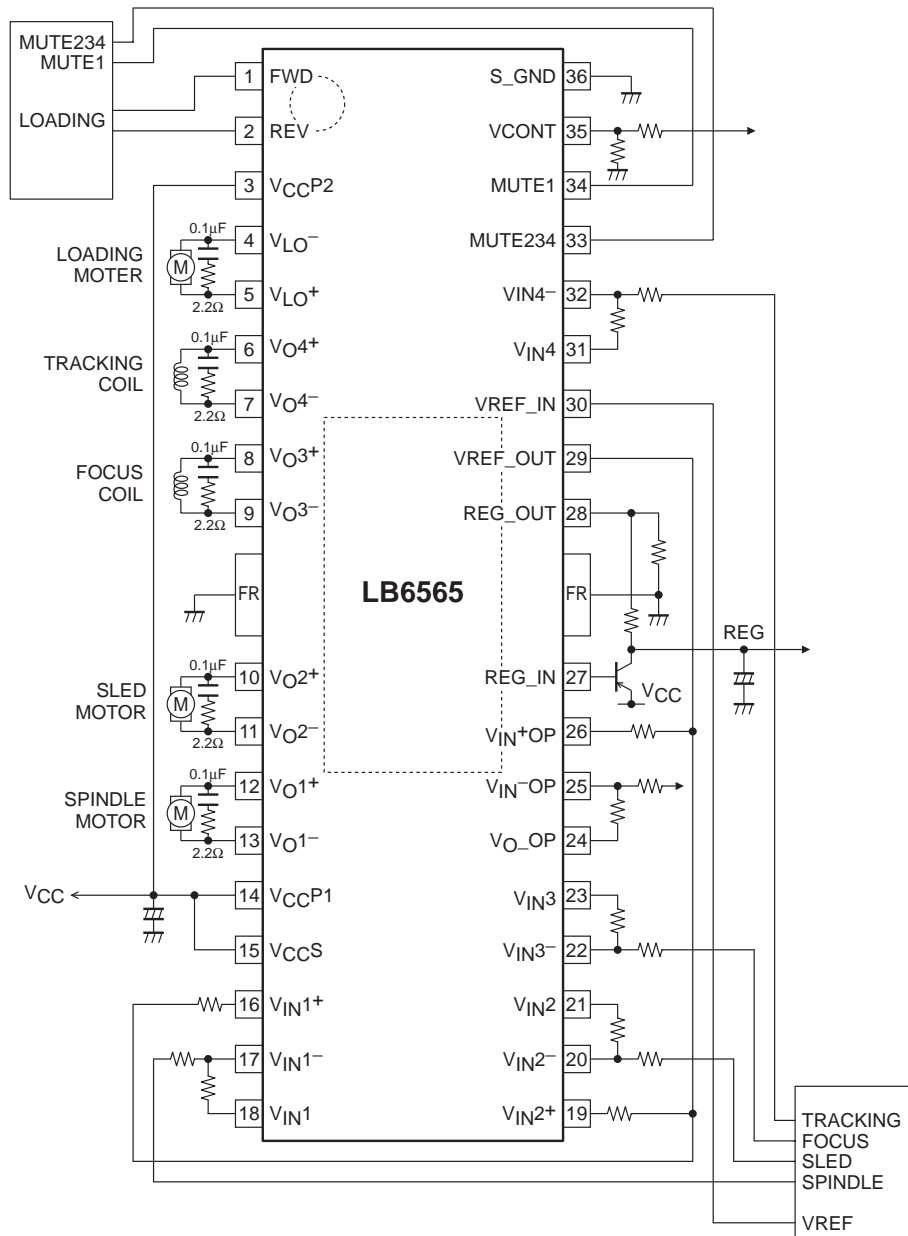 MUTE234
MUTE1
LOADING
1 FWD
2 REV
3 VCCP2
4 VLO−
5 VLO+
6 VO4+
7 VO4−
8 VO3+
9 VO3−
FR
10 VO2+
11 VO2−
12 VO1+
13 VO1−
14 VCCP1
15 VCCS
16 VIN1+
17 VIN1−
18 VIN1
LOADING
MOTER
M
0.1µF
2.2Ω
TRACKING
COIL
0.1µF
2.2Ω
FOCUS
COIL
0.1µF
2.2Ω
SLED
MOTOR
M
0.1µF
2.2Ω
SPINDLE
MOTOR
M
0.1µF
2.2Ω
VCC
LB6565
S_GND 36
VCONT 35
MUTE1 34
MUTE234 33
VIN4− 32
VIN4 31
VREF_IN 30
VREF_OUT 29
REG_OUT 28
FR
REG_IN 27
VIN+OP 26
VIN−OP 25
VO_OP 24
VIN3 23
VIN3− 22
VIN2 21
VIN2− 20
VIN2+ 19
REG
VCC
TRACKING
FOCUS
SLED
SPINDLE
VREF